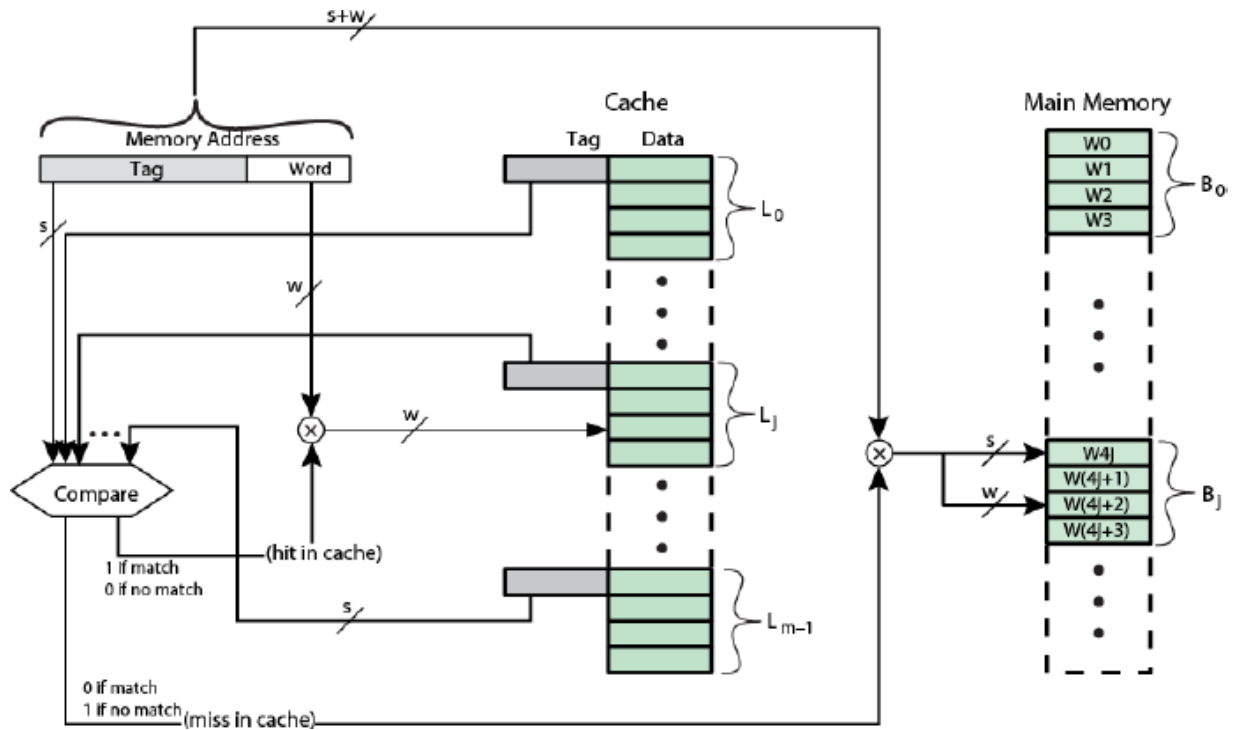 s+w
Cache
Main Memory
Memory Address
Tag Data
Tag Word
W0
W1
W2
W3
B0
L0
s
w
w
Lj
Compare
(hit in cache)
1 if match
0 if no match
s
s
w
W4j
W(4j+1)
W(4j+2)
W(4j+3)
Bj
Lm–1
0 if match
1 if no match
(miss in cache)